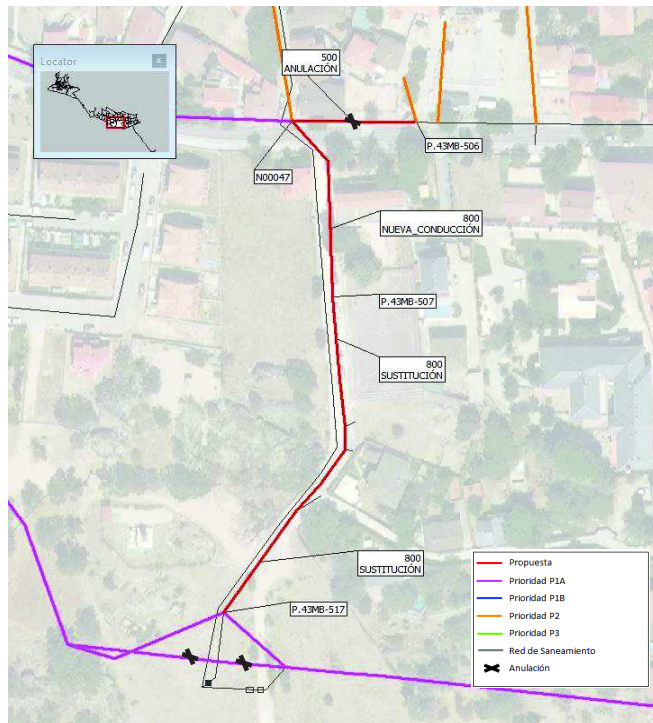 Locator
500
ANULACIÓN
P.43MB-506
N00047
800
NUEVA_CONDUCCIÓN
P.43MB-507
800
SUSTITUCIÓN
800
SUSTITUCIÓN
P.43MB-517
Propuesta
Prioridad P1A
Prioridad P1B
Prioridad P2
Prioridad P3
Red de Saneamiento
Anulación